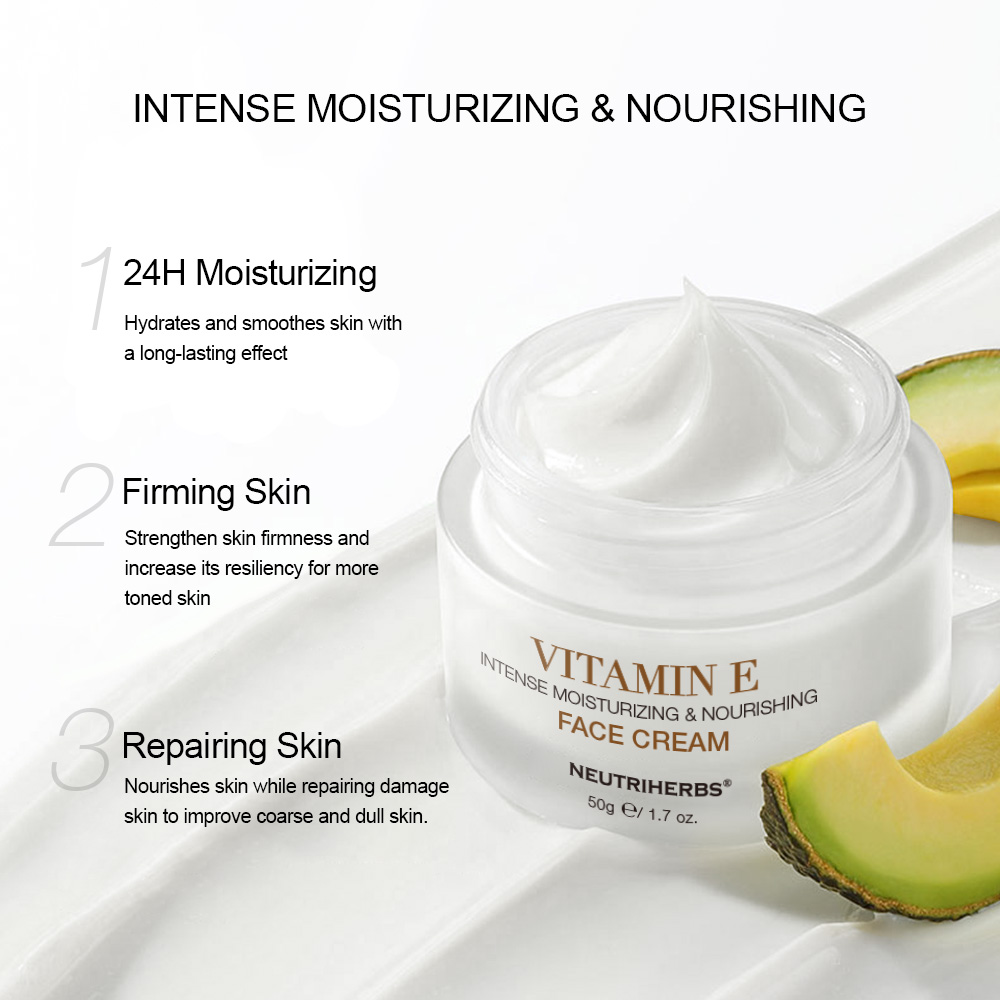 INTENSE MOISTURIZING & NOURISHING
1
24H Moisturizing
Hydrates and smoothes skin with
a long-lasting effect
2
Firming Skin
Strengthen skin firmness and
increase its resiliency for more
toned skin
3
Repairing Skin
Nourishes skin while repairing damage
skin to improve coarse and dull skin.
VITAMIN E
INTENSE MOISTURIZING & NOURISHING
FACE CREAM
NEUTRIHERBS®
50g ℮/ 1.7 oz.